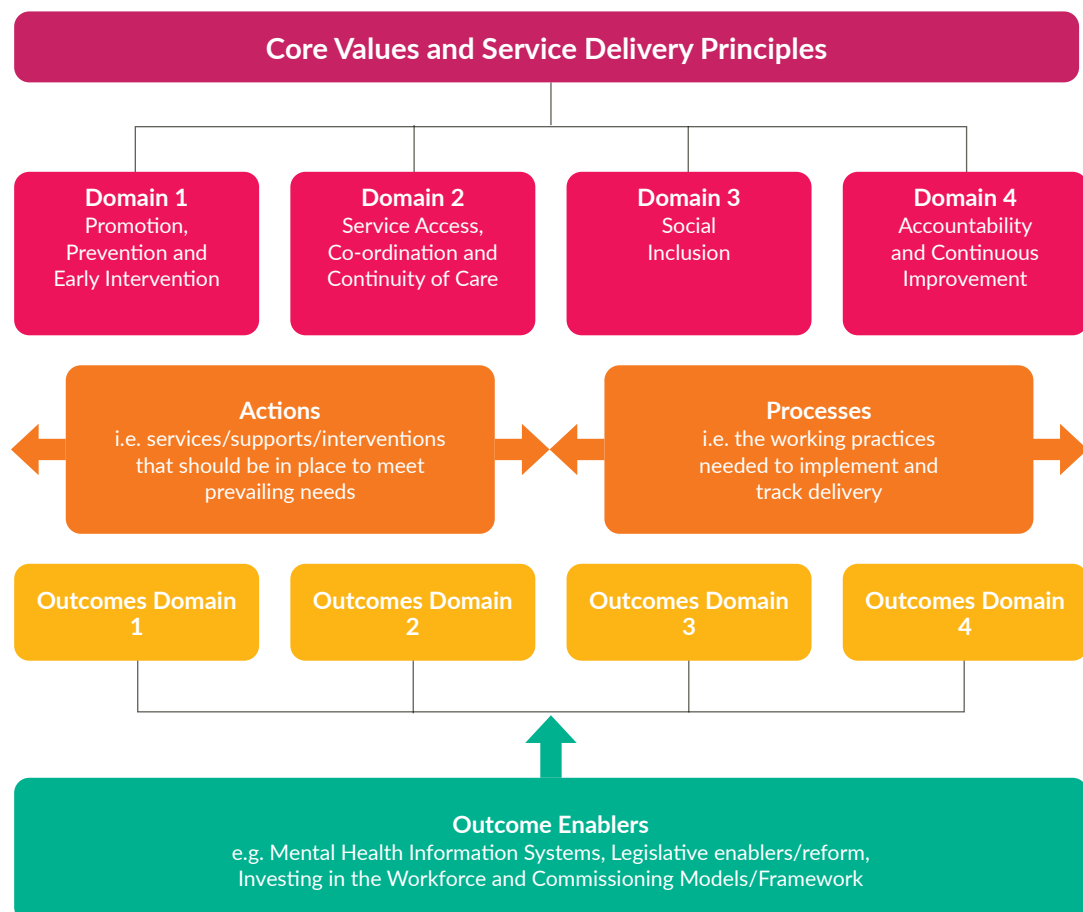 Core Values and Service Delivery Principles
Domain 1
Promotion,
Prevention and
Early Intervention
Domain 2
Service Access,
Co-ordination and
Continuity of Care
Domain 3
Social
Inclusion
Domain 4
Accountability
and Continuous
Improvement
Actions
i.e. services/supports/interventions
that should be in place to meet
prevailing needs
Processes
i.e. the working practices
needed to implement and
track delivery
Outcomes Domain
1
Outcomes Domain
2
Outcomes Domain
3
Outcomes Domain
4
Outcome Enablers
e.g. Mental Health Information Systems, Legislative enablers/reform,
Investing in the Workforce and Commissioning Models/Framework